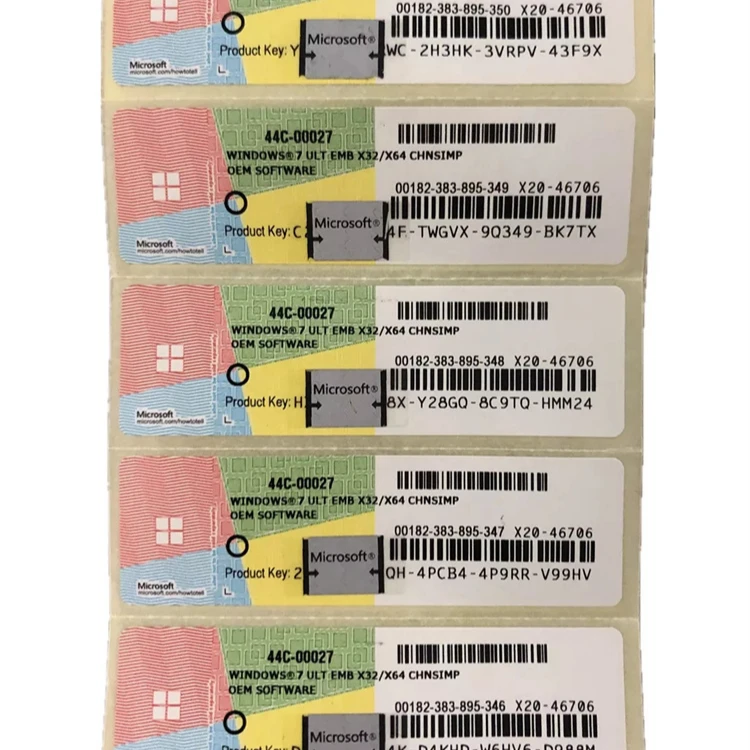 00182-383-895-350 X20-46706
Product Key: Y Microsoft® WC-2H3HK-3VRPV-43F9X
Microsoft
microsoft.com/howtotell
44C-00027
WINDOWS® 7 ULT EMB X32/X64 CHNSIMP
OEM SOFTWARE
00182-383-895-349 X20-46706
Product Key: C Microsoft® 4F-TWGVX-9Q349-BK7TX
Microsoft
microsoft.com/howtotell
44C-00027
WINDOWS® 7 ULT EMB X32/X64 CHNSIMP
OEM SOFTWARE
00182-383-895-348 X20-46706
Product Key: H Microsoft® 8X-Y28GQ-8C9TQ-HMM24
Microsoft
microsoft.com/howtotell
44C-00027
WINDOWS® 7 ULT EMB X32/X64 CHNSIMP
OEM SOFTWARE
00182-383-895-347 X20-46706
Product Key: 2 Microsoft® QH-4PCB4-4P9RR-V99HV
Microsoft
microsoft.com/howtotell
44C-00027
WINDOWS® 7 ULT EMB X32/X64 CHNSIMP
OEM SOFTWARE
00182-383-895-346 X20-46706
Product Key: Microsoft®